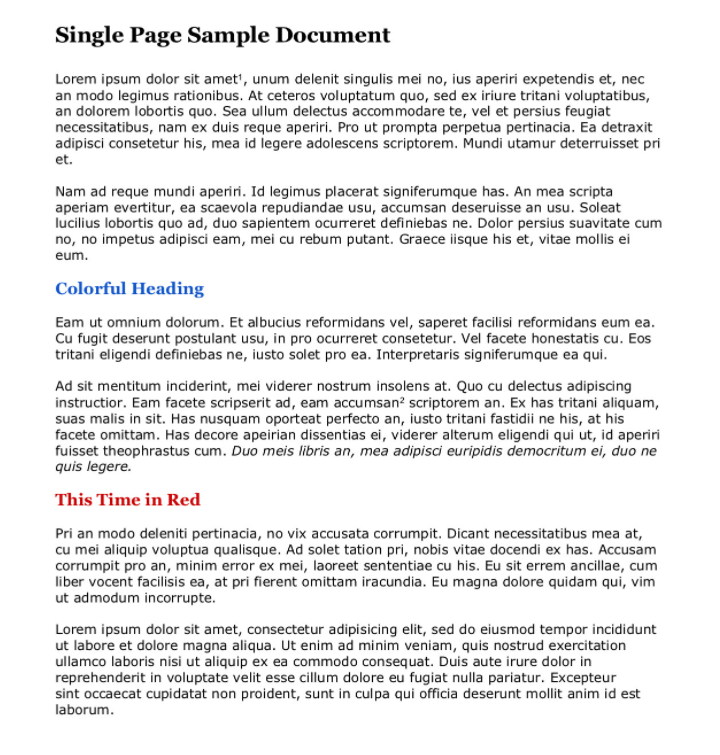 Single Page Sample Document
Lorem ipsum dolor sit amet¹, unum delenit singulis mei no, ius aperiri expetendis et, nec
an modo legimus rationibus. At ceteros voluptatum quo, sed ex iriure tritani voluptatibus,
an dolorem lobortis quo. Sea ullum delectus accommodare te, vel et persius feugiat
necessitatibus, nam ex duis reque aperiri. Pro ut prompta perpetua pertinacia. Ea detraxit
adipisci consetetur his, mea id legere adolescens scriptorem. Mundi utamur deterruisset pri
et.
Nam ad reque mundi aperiri. Id legimus placerat signiferumque has. An mea scripta
aperiam evertitur, ea scaevola repudiandae usu, accumsan deseruisse an usu. Soleat
lucilius lobortis quo ad, duo sapientem ocurreret definiebas ne. Dolor persius suavitate cum
no, no impetus adipisci eam, mei cu rebum putant. Graece iisque his et, vitae mollis ei
eum.
Colorful Heading
Eam ut omnium dolorum. Et albucius reformidans vel, saperet facilisi reformidans eum ea.
Cu fugit deserunt postulant usu, in pro ocurreret consetetur. Vel facete honestatis cu. Eos
tritani eligendi definiebas ne, iusto solet pro ea. Interpretaris signiferumque ea qui.
Ad sit mentitum inciderint, mei viderer nostrum insolens at. Quo cu delectus adipiscing
instructior. Eam facete scripserit ad, eam accumsan² scriptorem an. Ex has tritani aliquam,
suas malis in sit. Has nusquam oporteat perfecto an, iusto tritani fastidii ne his, at his
facete omittam. Has decore apeirian dissentias ei, viderer alterum eligendi qui ut, id aperiri
fuisset theophrastus cum. Duo meis libris an, mea adipisci euripidis democritum ei, duo ne
quis legere.
This Time in Red
Pri an modo deleniti pertinacia, no vix accusata corrumpit. Dicant necessitatibus mea at,
cu mei aliquip voluptua qualisque. Ad solet tation pri, nobis vitae docendi ex has. Accusam
corrumpit pro an, minim error ex mei, laoreet sententiae cu his. Eu sit errem ancillae, cum
liber vocent facilisis ea, at pri fierent omittam iracundia. Eu magna dolore quidam qui, vim
ut admodum incorrupte.
Lorem ipsum dolor sit amet, consectetur adipisicing elit, sed do eiusmod tempor incididunt
ut labore et dolore magna aliqua. Ut enim ad minim veniam, quis nostrud exercitation
ullamco laboris nisi ut aliquip ex ea commodo consequat. Duis aute irure dolor in
reprehenderit in voluptate velit esse cillum dolore eu fugiat nulla pariatur. Excepteur
sint occaecat cupidatat non proident, sunt in culpa qui officia deserunt mollit anim id est
laborum.